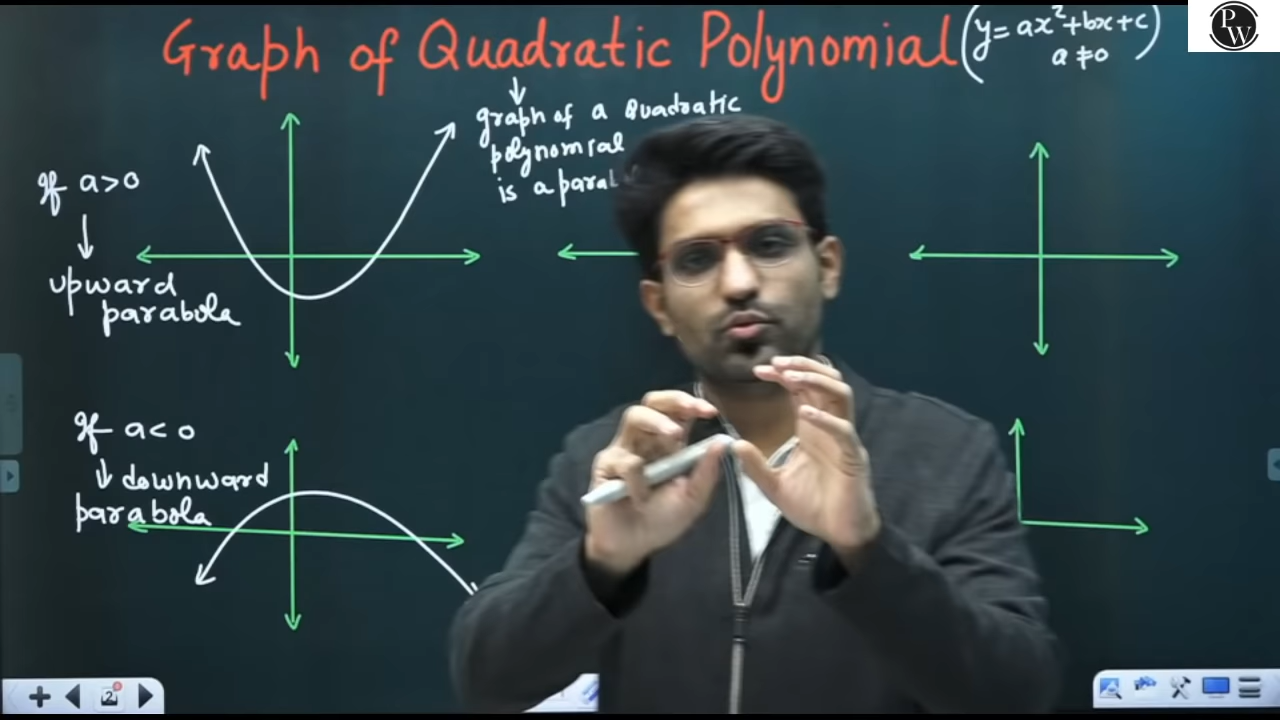 Graph of Quadratic Polynomial (y = ax²+bx+c)
a ≠ 0
PW
graph of a Quadratic
polynomial
is a
If a>0
upward
parabola
If a<0
downward
parabola
2